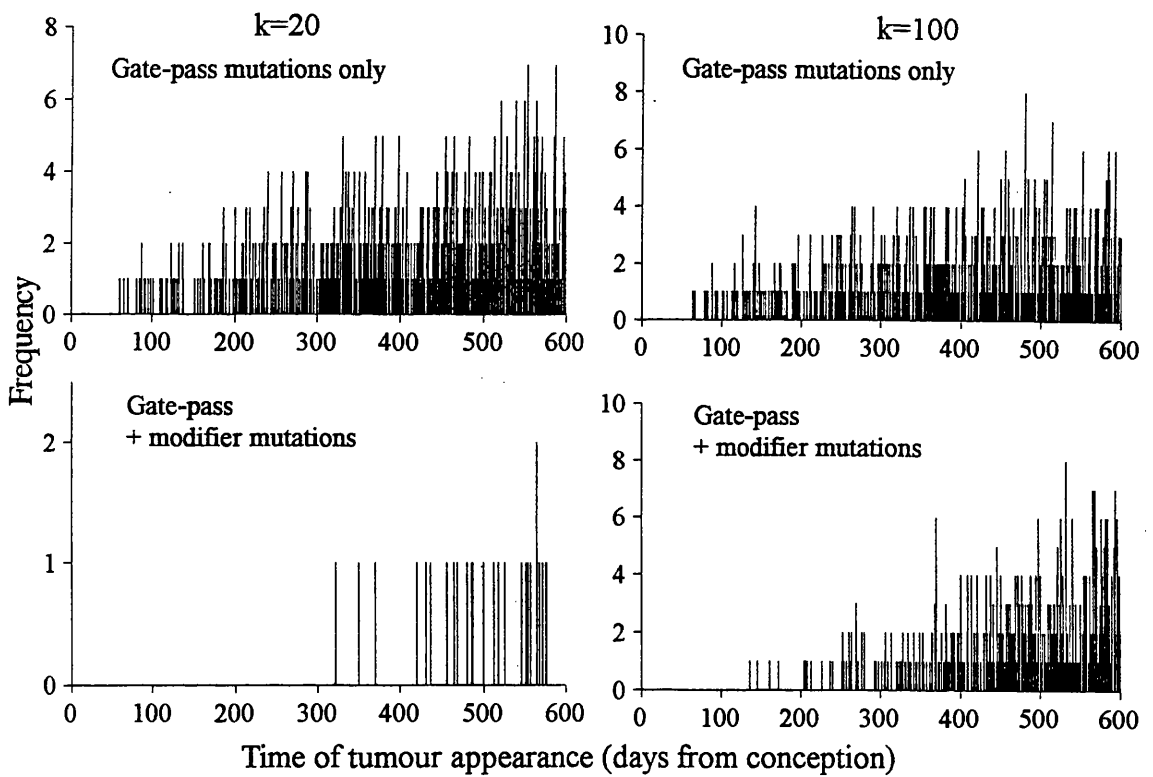 k=20
Gate-pass mutations only
8
6
4
2
0
0 100 200 300 400 500 600
k=100
Gate-pass mutations only
10
8
6
4
2
0
0 100 200 300 400 500 600
Frequency
Gate-pass
+ modifier mutations
2
1
0
0 100 200 300 400 500 600
Gate-pass
+ modifier mutations
10
8
6
4
2
0
0 100 200 300 400 500 600
Time of tumour appearance (days from conception)